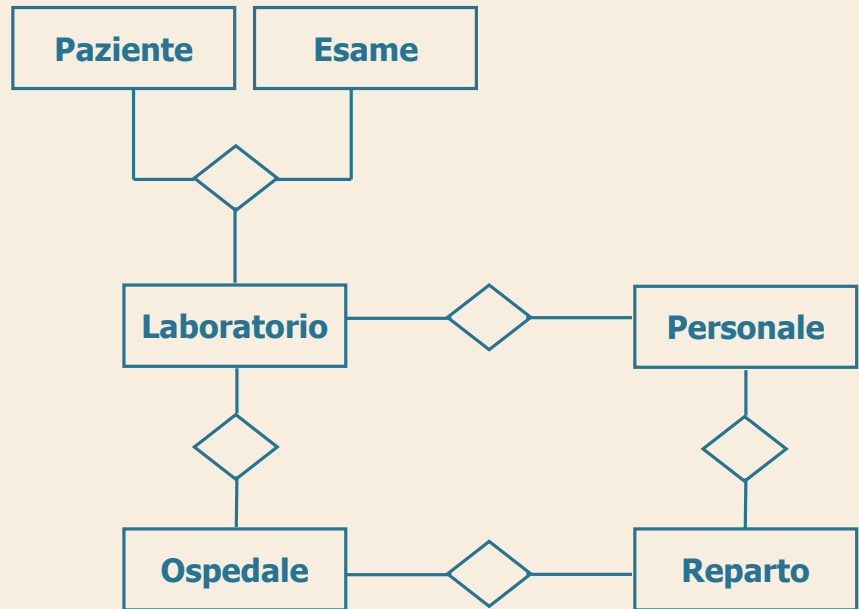 Paziente
Esame
Laboratorio
Personale
Ospedale
Reparto